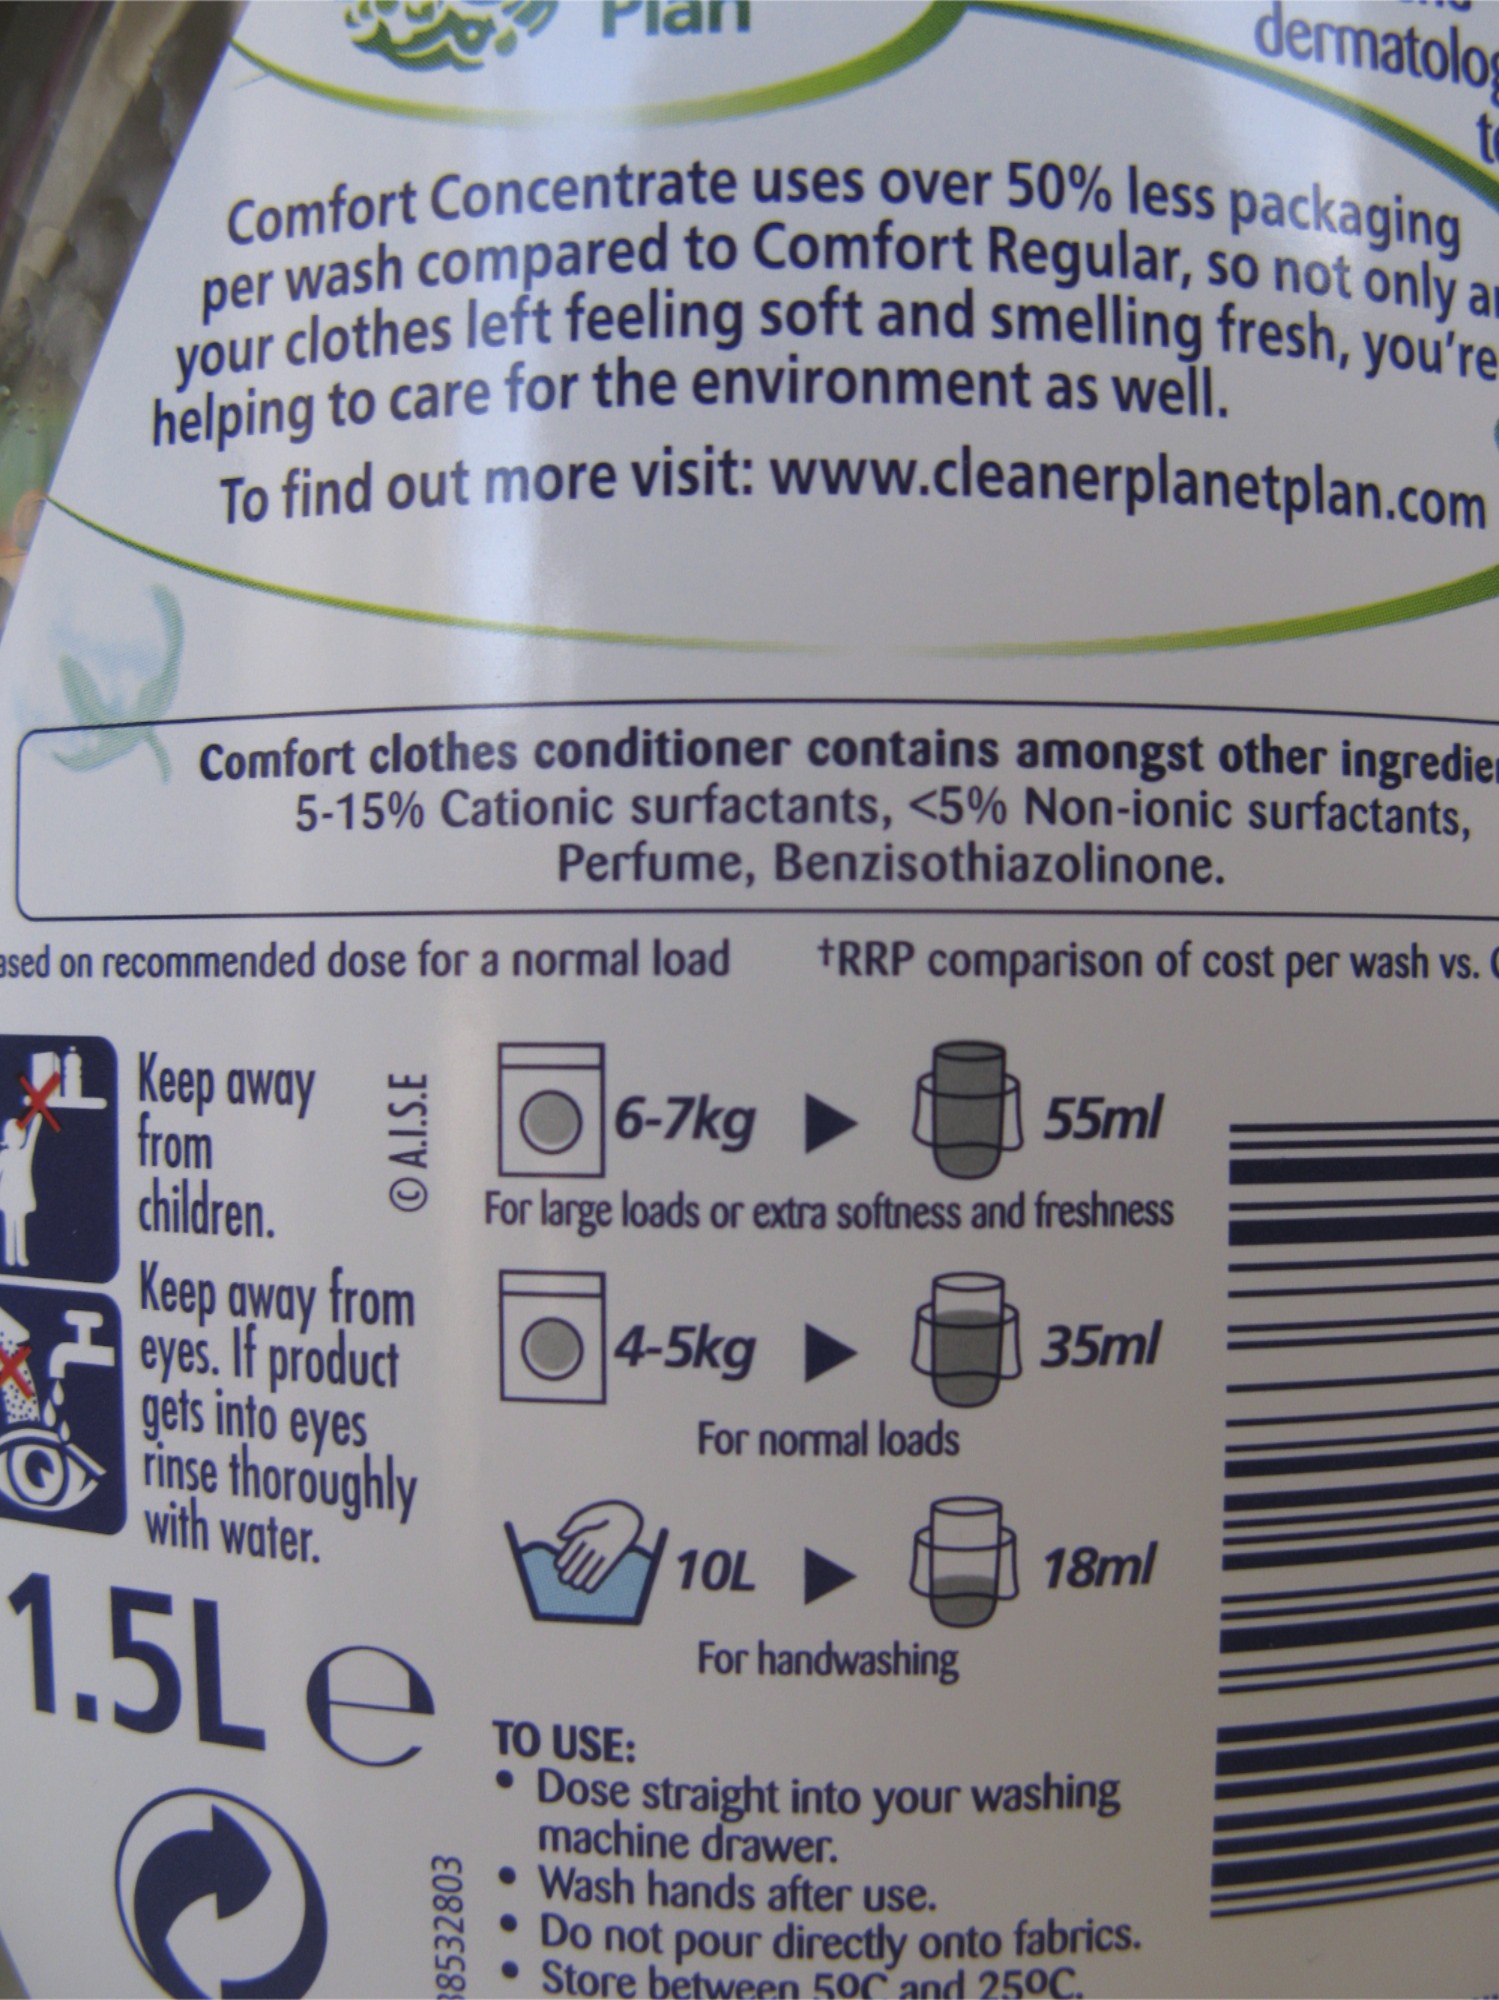 Plan
Comfort Concentrate uses over 50% less packaging
per wash compared to Comfort Regular, so not only
your clothes left feeling soft and smelling fresh, you're
helping to care for the environment as well.
To find out more visit: www.cleanerplanetplan.com
Comfort clothes conditioner contains amongst other
5-15% Cationic surfactants, <5% Non-ionic surfactants,
Perfume, Benzisothiazolinone.
on recommended dose for a normal load †RRP comparison of cost per wash vs.
Keep away
from
children.
© A.I.S.E
Keep away from
eyes. If product
gets into eyes
rinse thoroughly
with water.
1.5L e
6-7kg 55ml
For large loads or extra softness and freshness
4-5kg 35ml
For normal loads
10L 18ml
For handwashing
TO USE:
• Dose straight into your washing
machine drawer.
• Wash hands after use.
• Do not pour directly onto fabrics.
• Store between 5ºC and 25ºC.